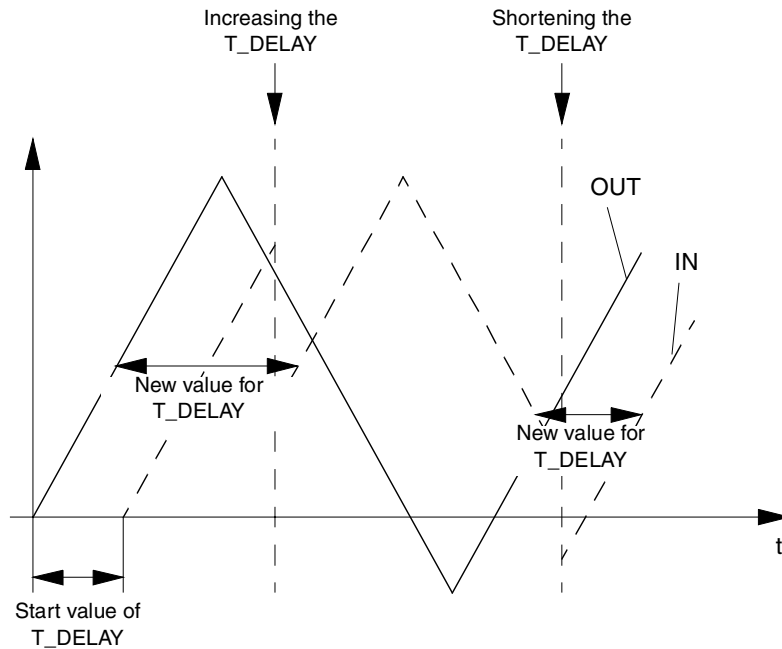 Increasing the
T_DELAY
Shortening the
T_DELAY
OUT
IN
New value for
T_DELAY
New value for
T_DELAY
t
Start value of
T_DELAY